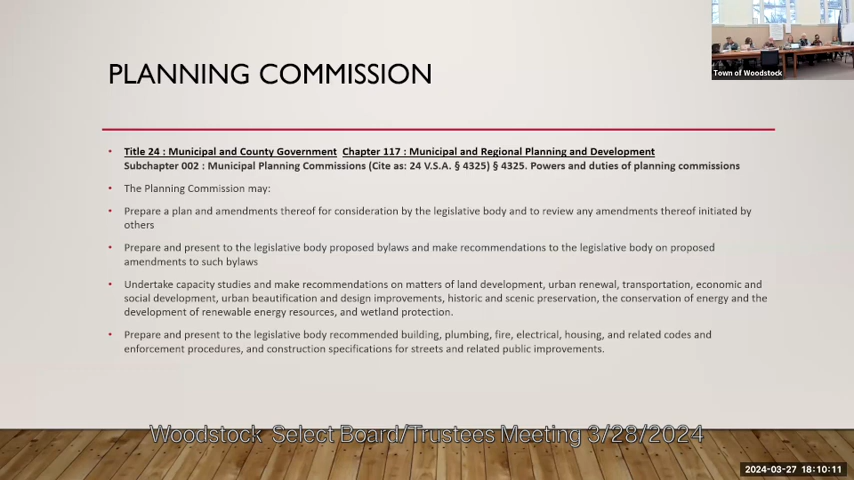 Town of Woodstock
PLANNING COMMISSION
Title 24 : Municipal and County Government Chapter 117 : Municipal and Regional Planning and Development
Subchapter 002 : Municipal Planning Commissions (Cite as: 24 V.S.A. § 4325) § 4325. Powers and duties of planning commissions
The Planning Commission may:
Prepare a plan and amendments thereof for consideration by the legislative body and to review any amendments thereof initiated by
others
Prepare and present to the legislative body proposed bylaws and make recommendations to the legislative body on proposed
amendments to such bylaws
Undertake capacity studies and make recommendations on matters of land development, urban renewal, transportation, economic and
social development, urban beautification and design improvements, historic and scenic preservation, the conservation of energy and the
development of renewable energy resources, and wetland protection.
Prepare and present to the legislative body recommended building, plumbing, fire, electrical, housing, and related codes and
enforcement procedures, and construction specifications for streets and related public improvements.
Woodstock Select Board/Trustees Meeting 3/28/2024
2024-03-27 18:10:11